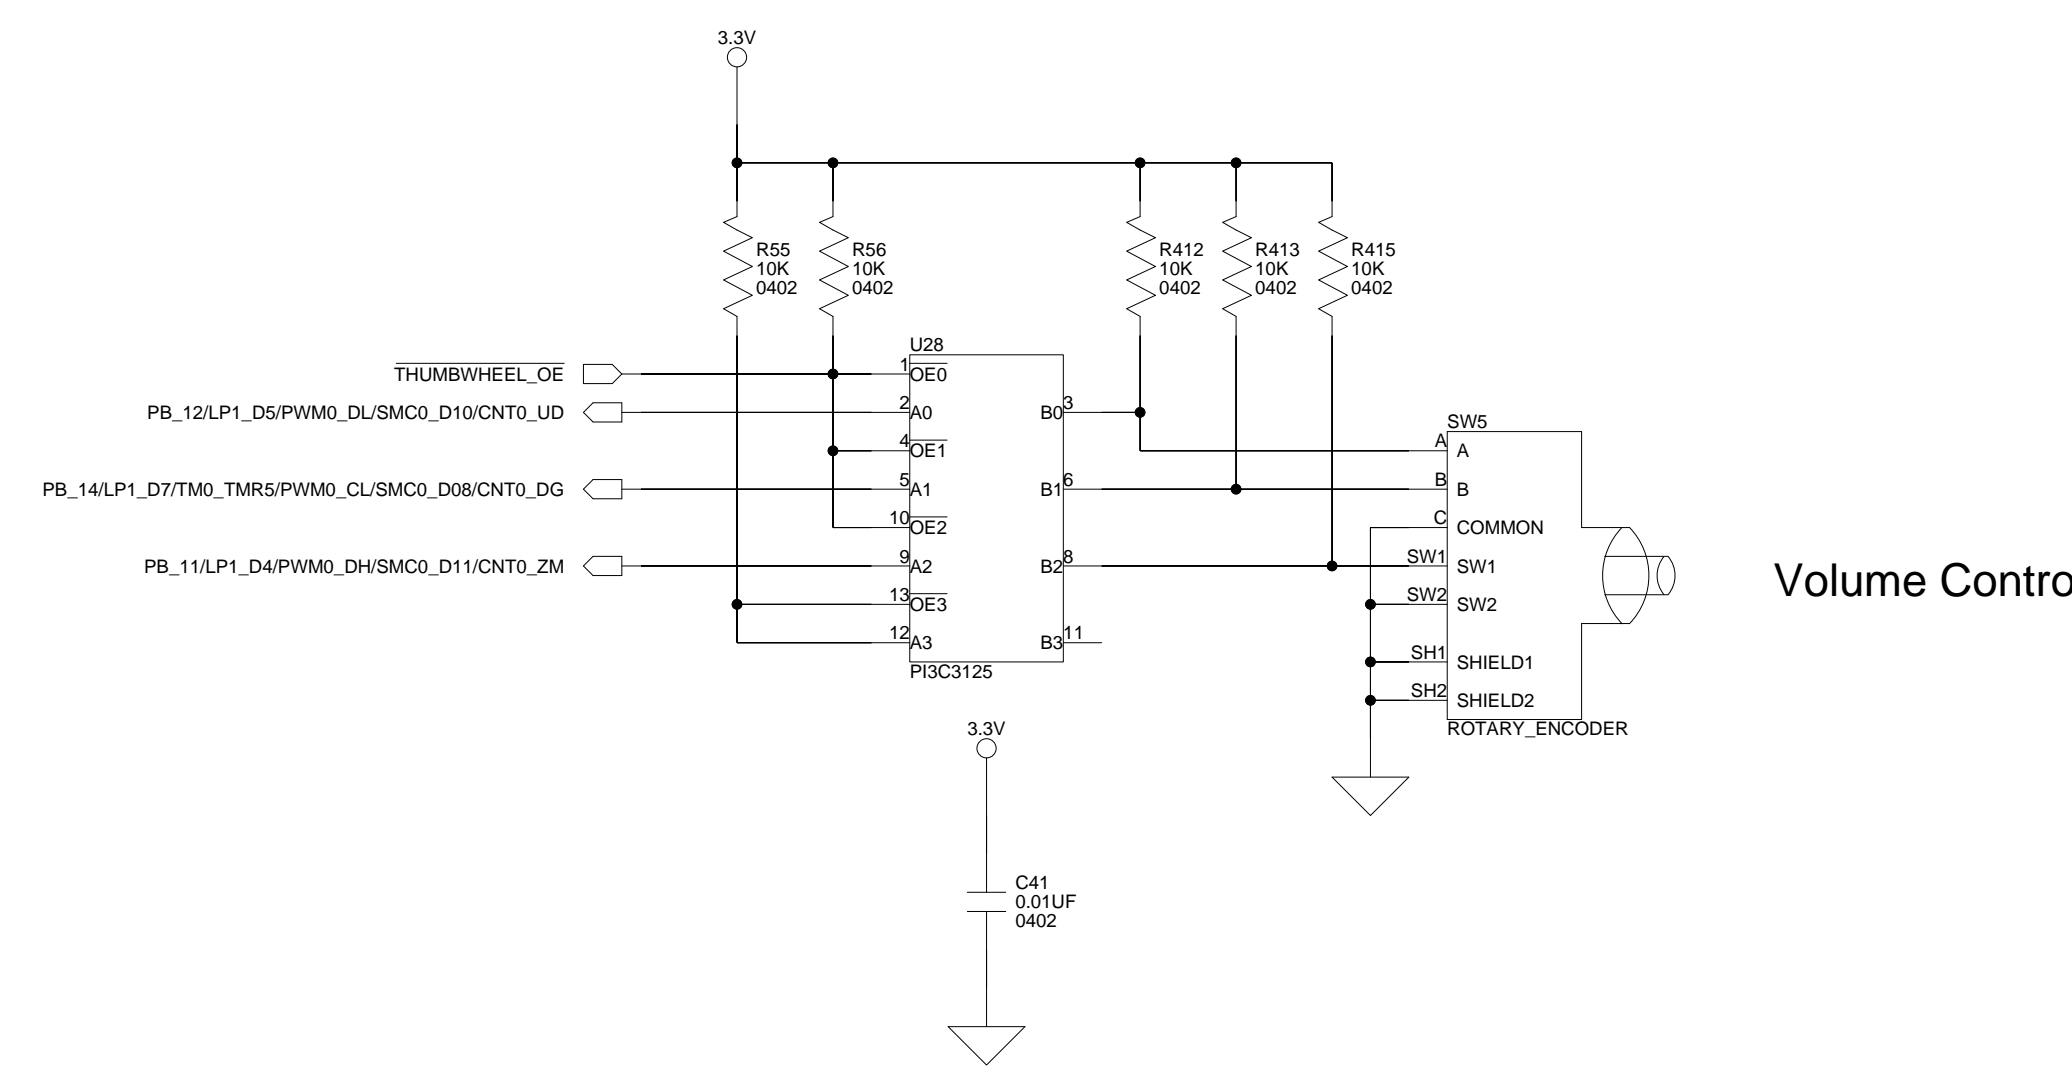 3.3V
R55
10K
0402
R56
10K
0402
R412
10K
0402
R413
10K
0402
R415
10K
0402
U28
THUMBWHEEL_OE
1
OE0
PB_12/LP1_D5/PWM0_DL/SMC0_D10/CNT0_UD
2
A0
B0
3
4
OE1
PB_14/LP1_D7/TM0_TMR5/PWM0_CL/SMC0_D08/CNT0_DG
5
A1
B1
6
10
OE2
PB_11/LP1_D4/PWM0_DH/SMC0_D11/CNT0_ZM
9
A2
B2
8
13
OE3
12
A3
B3
11
PI3C3125
SW5
A
A
B
B
C
COMMON
SW1
SW1
SW2
SW2
SH1
SHIELD1
SH2
SHIELD2
ROTARY_ENCODER
Volume Contro
3.3V
C41
0.01UF
0402